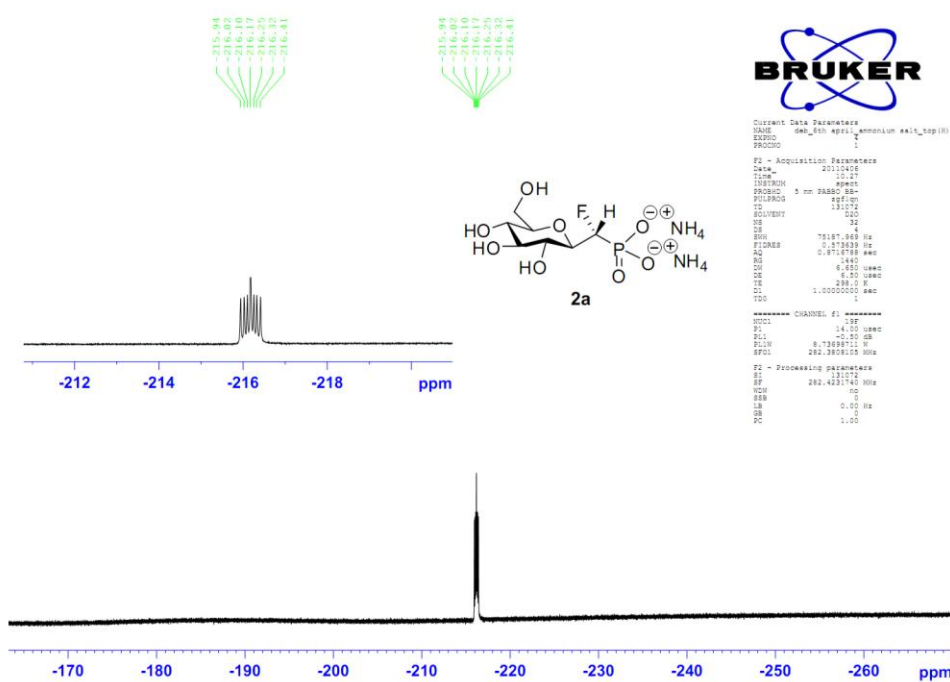 -215.94
-216.02
-216.10
-216.17
-216.25
-216.32
-216.41
-215.94
-216.02
-216.10
-216.17
-216.25
-216.32
-216.41
BRUKER
Current Data Parameters
NAME deb_6th april_ammonium salt_top(H)
EXPNO 4
PROCNO 1
F2 - Acquisition Parameters
Date_ 20110406
Time 10.27
INSTRUM spect
PROBHD 5 mm PABBO BB-
PULPROG zgflqn
TD 131072
SOLVENT D2O
NS 32
DS 4
SWH 75187.969 Hz
FIDRES 0.573639 Hz
AQ 0.8716788 sec
RG 1440
DW 6.650 usec
DE 6.50 usec
TE 298.0 K
D1 1.00000000 sec
TD0 1
======== CHANNEL f1 ========
NUC1 19F
P1 14.00 usec
PL1 -0.50 dB
PL1W 8.73698711 W
SFO1 282.3908105 MHz
F2 - Processing parameters
SI 131072
SF 282.4231740 MHz
WDW no
SSB 0
LB 0.00 Hz
GB 0
PC 1.00
OH
F H
HO O O NH4
HO P
OH O O NH4
2a
-212 -214 -216 -218 ppm
-170 -180 -190 -200 -210 -220 -230 -240 -250 -260 ppm